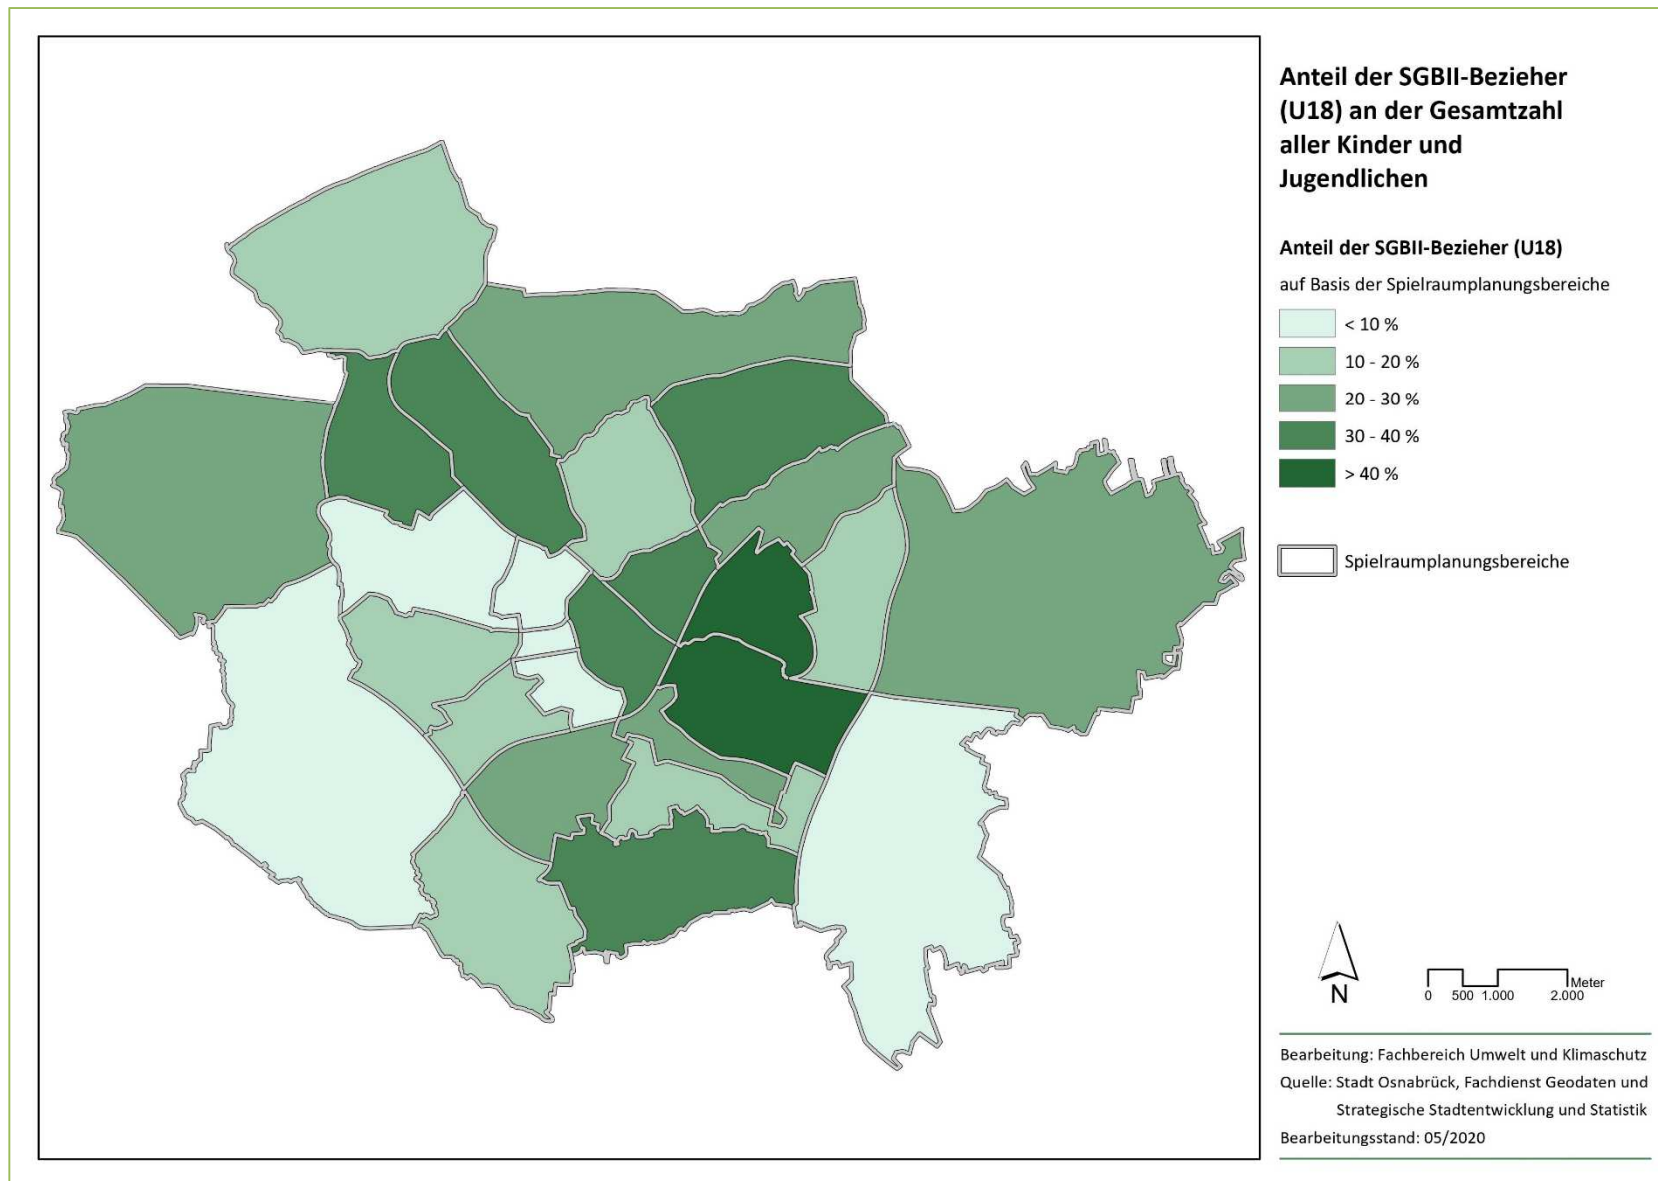 Anteil der SGBII-Bezieher
(U18) an der Gesamtzahl
aller Kinder und
Jugendlichen
Anteil der SGBII-Bezieher (U18)
auf Basis der Spielraumplanungsbereiche
< 10 %
10 - 20 %
20 - 30 %
30 - 40 %
> 40 %
Spielraumplanungsbereiche
N
Meter
0 500 1.000 2.000
Bearbeitung: Fachbereich Umwelt und Klimaschutz
Quelle: Stadt Osnabrück, Fachdienst Geodaten und
Strategische Stadtentwicklung und Statistik
Bearbeitungsstand: 05/2020